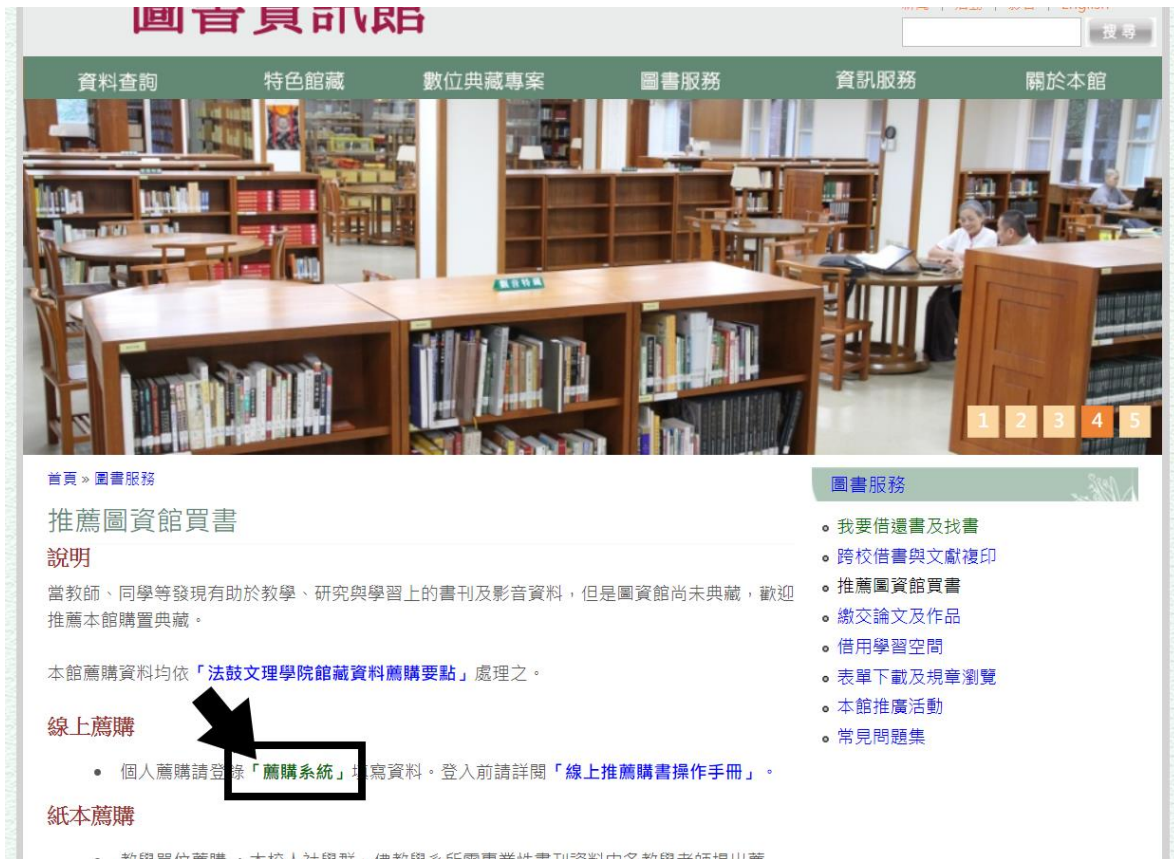 圖書資訊館
English
搜尋
資料查詢 特色館藏 數位典藏專案 圖書服務 資訊服務 關於本館
1 2 3 4 5
首頁 » 圖書服務
推薦圖資館買書
說明
當教師、同學等發現有助於教學、研究與學習上的書刊及影音資料，但是圖資館尚未典藏，歡迎
推薦本館購置典藏。
本館薦購資料均依「法鼓文理學院館藏資料薦購要點」處理之。
線上薦購
個人薦購請登錄「薦購系統」填寫資料。登入前請詳閱「線上推薦購書操作手冊」。
紙本薦購
圖書服務
我要借還書及找書
跨校借書與文獻複印
推薦圖資館買書
繳交論文及作品
借用學習空間
表單下載及規章瀏覽
本館推廣活動
常見問題集